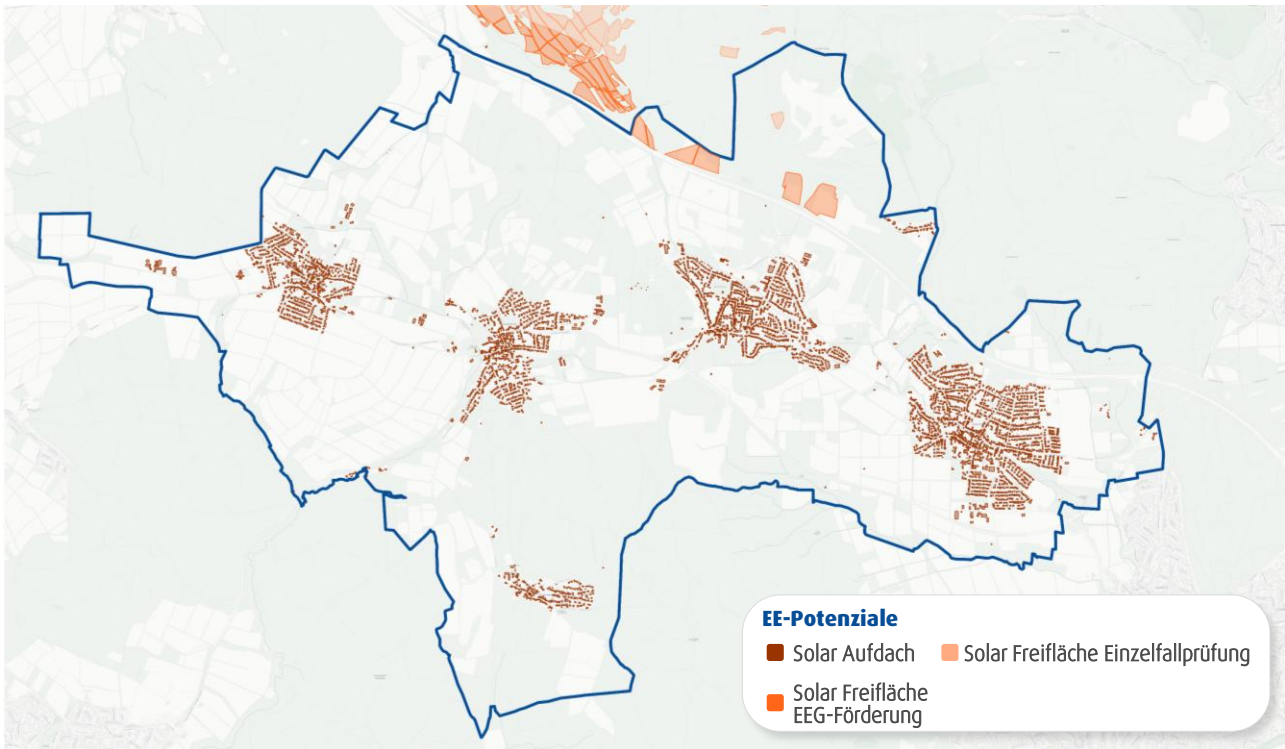 EE-Potenziale
Solar Aufdach
Solar Freifläche Einzelfallprüfung
Solar Freifläche
EEG-Förderung